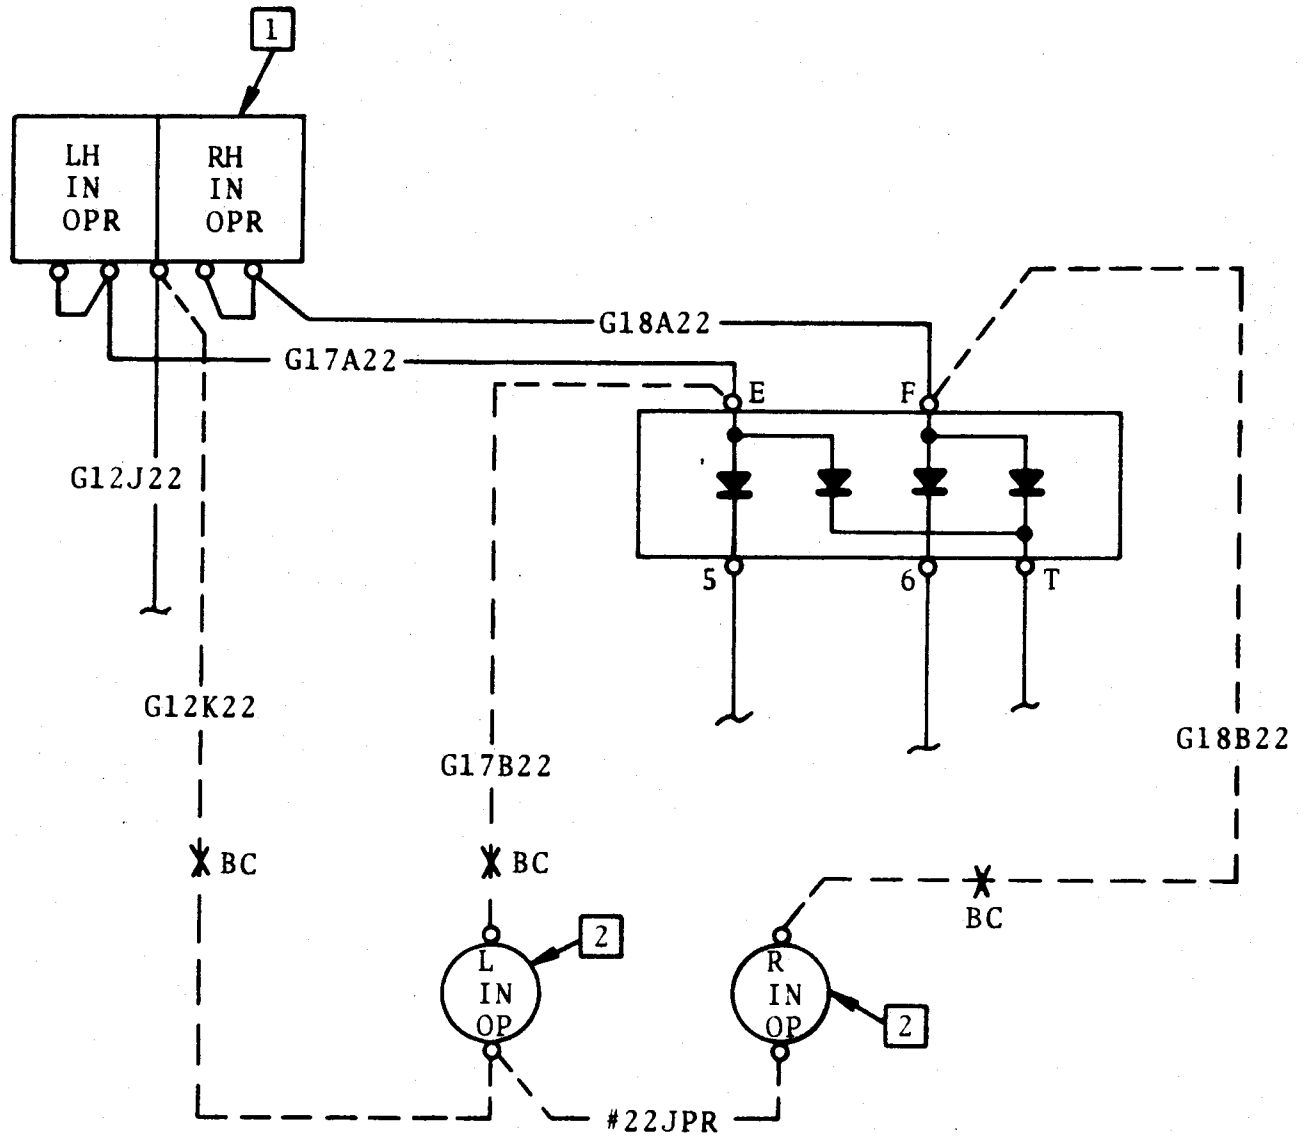 1
LH
IN
OPR
RH
IN
OPR
G18A22
G17A22
E
F
G12J22
5
6
T
G12K22
G18B22
G17B22
BC
BC
BC
2
L
IN
OP
R
IN
OP
2
#22JPR